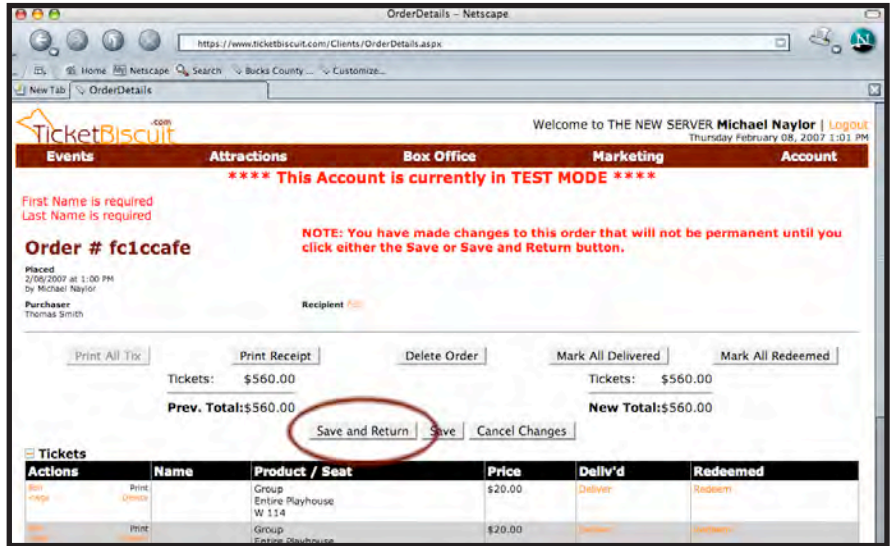 OrderDetails – Netscape
https://www.ticketbiscuit.com/Clients/OrderDetails.aspx
Home Netscape Search Bucks County ... Customize...
New Tab OrderDetails
TicketBiscuit .com
Welcome to THE NEW SERVER Michael Naylor | Logout
Thursday February 08, 2007 1:01 PM
Events Attractions Box Office Marketing Account
**** This Account is currently in TEST MODE ****
First Name is required
Last Name is required
NOTE: You have made changes to this order that will not be permanent until you
click either the Save or Save and Return button.
Order # fc1ccafe
Placed
2/08/2007 at 1:00 PM
by Michael Naylor
Purchaser Recipient
Thomas Smith
Print All Tix Print Receipt Delete Order Mark All Delivered Mark All Redeemed
Tickets: $560.00 Tickets: $560.00
Prev. Total:$560.00 New Total:$560.00
Save and Return Save Cancel Changes
Tickets
Actions Name Product / Seat Price Deliv'd Redeemed
Print Group $20.00 Deliver Redeem
Delete Entire Playhouse
W 114
Print Group $20.00
Entire Playhouse